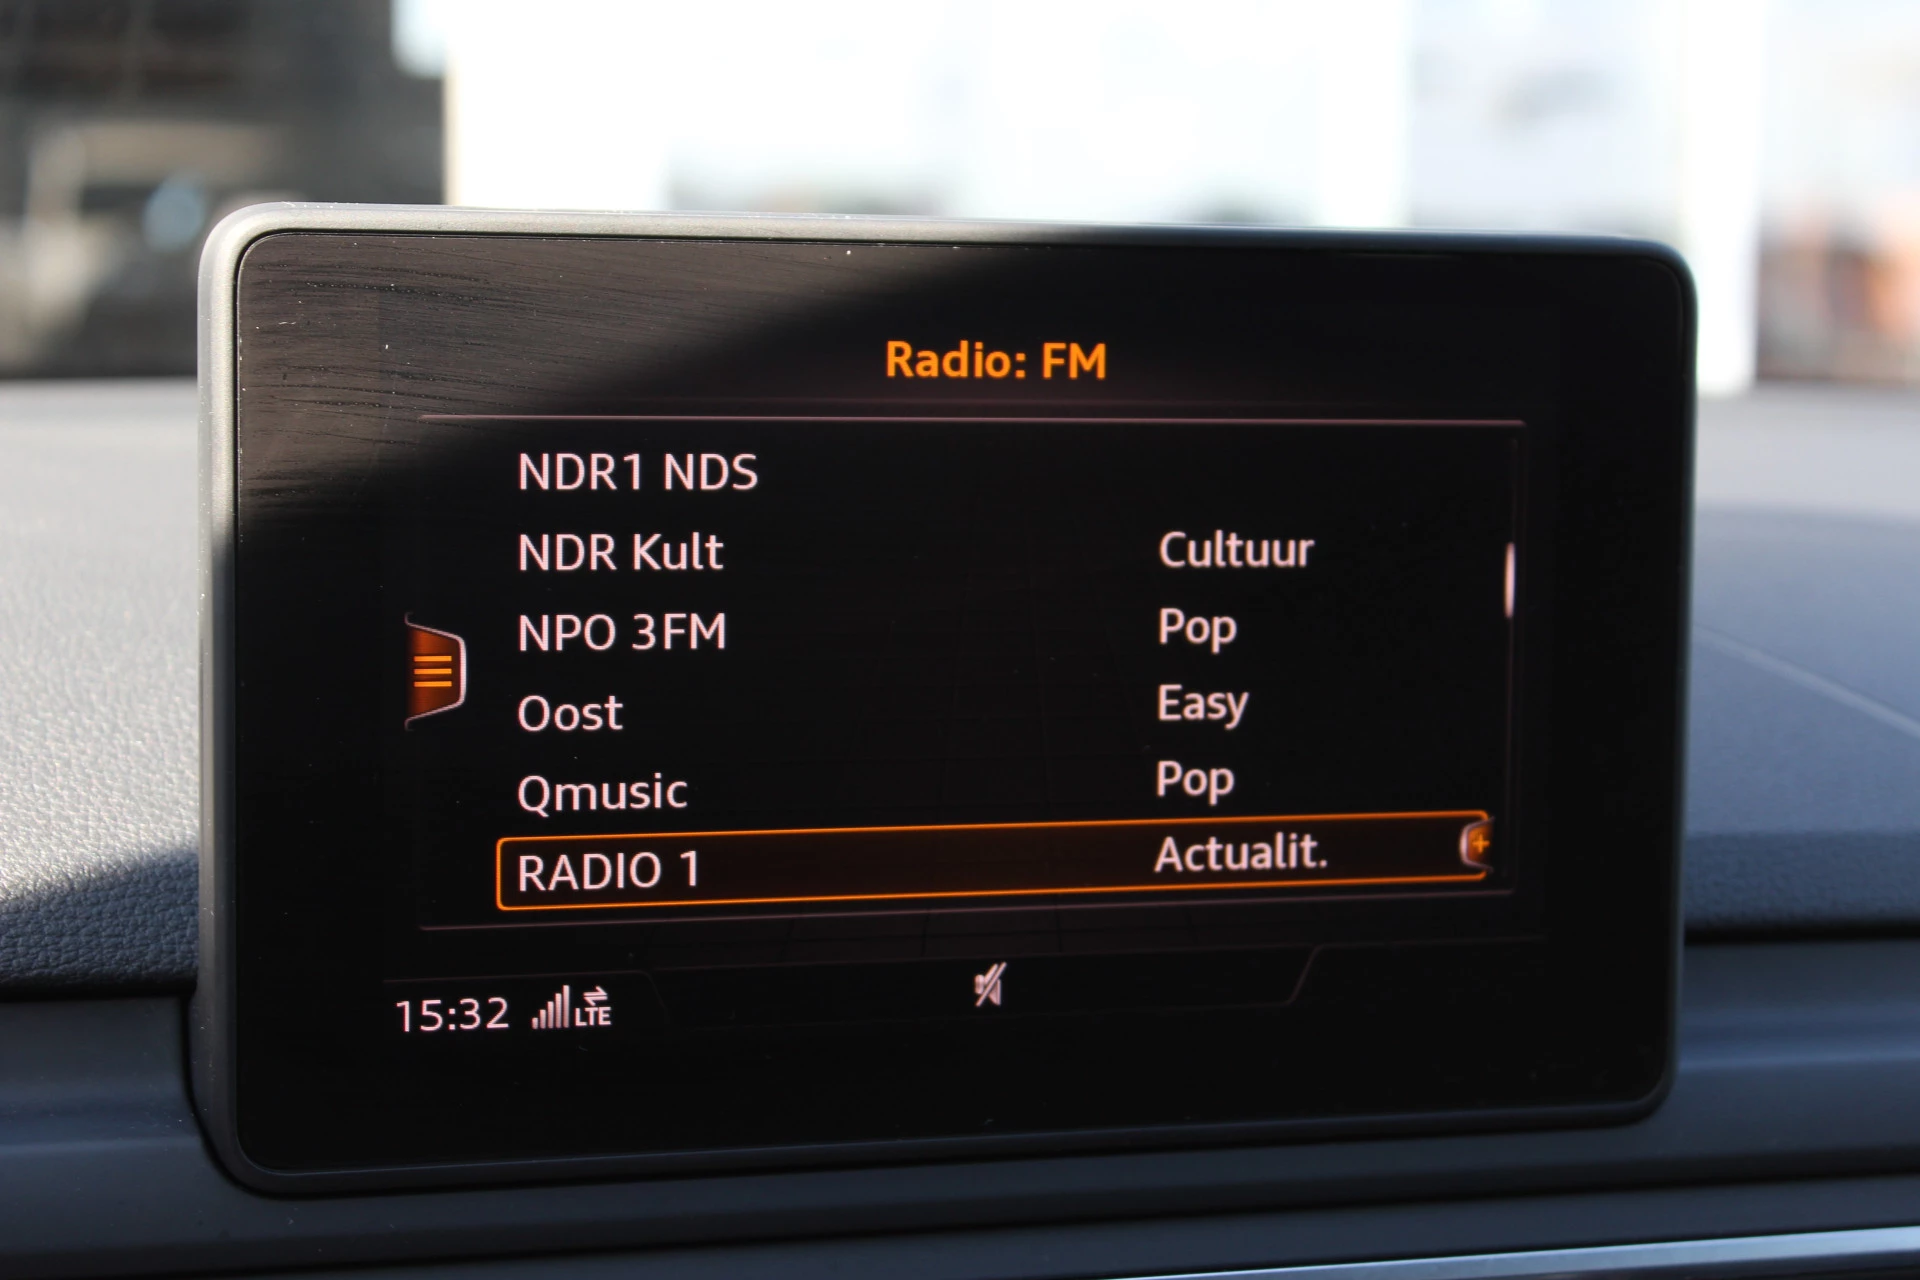 Radio: FM
NDR1 NDS
NDR Kult Cultuur
NPO 3FM Pop
Oost Easy
Qmusic Pop
RADIO 1 Actualit.
15:32 LTE